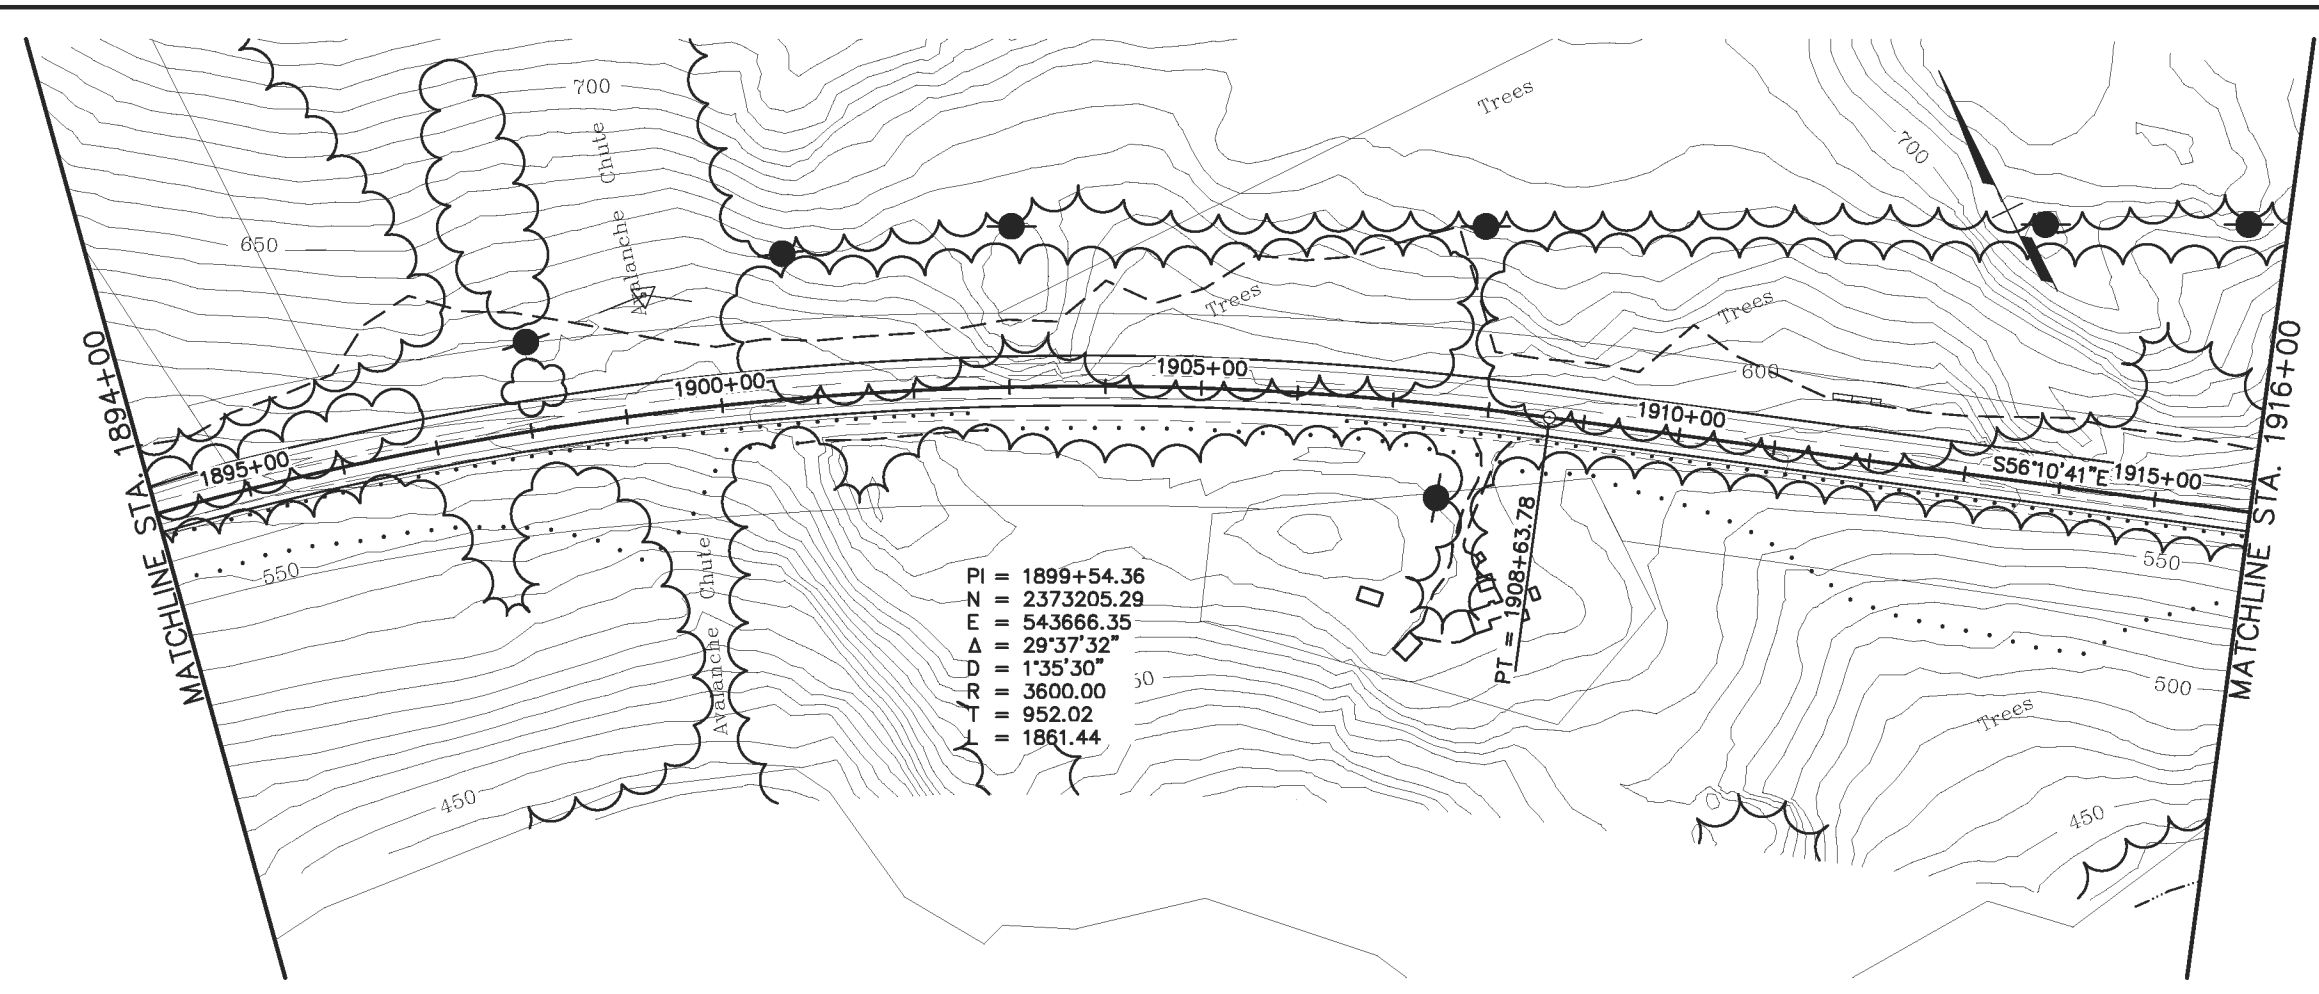 700
Trees
700
Avalanche Chute
650
Trees
Trees
MATCHLINE STA. 1894+00
1895+00
1900+00
1905+00
600
1910+00
S56°10'41"E
1915+00
MATCHLINE STA. 1916+00
550
550
Avalanche Chute
PI = 1899+54.36
N = 2373205.29
E = 543666.35
Δ = 29°37'32"
D = 1°35'30"
R = 3600.00
T = 952.02
L = 1861.44
PT = 1908+63.78
500
Trees
450
450